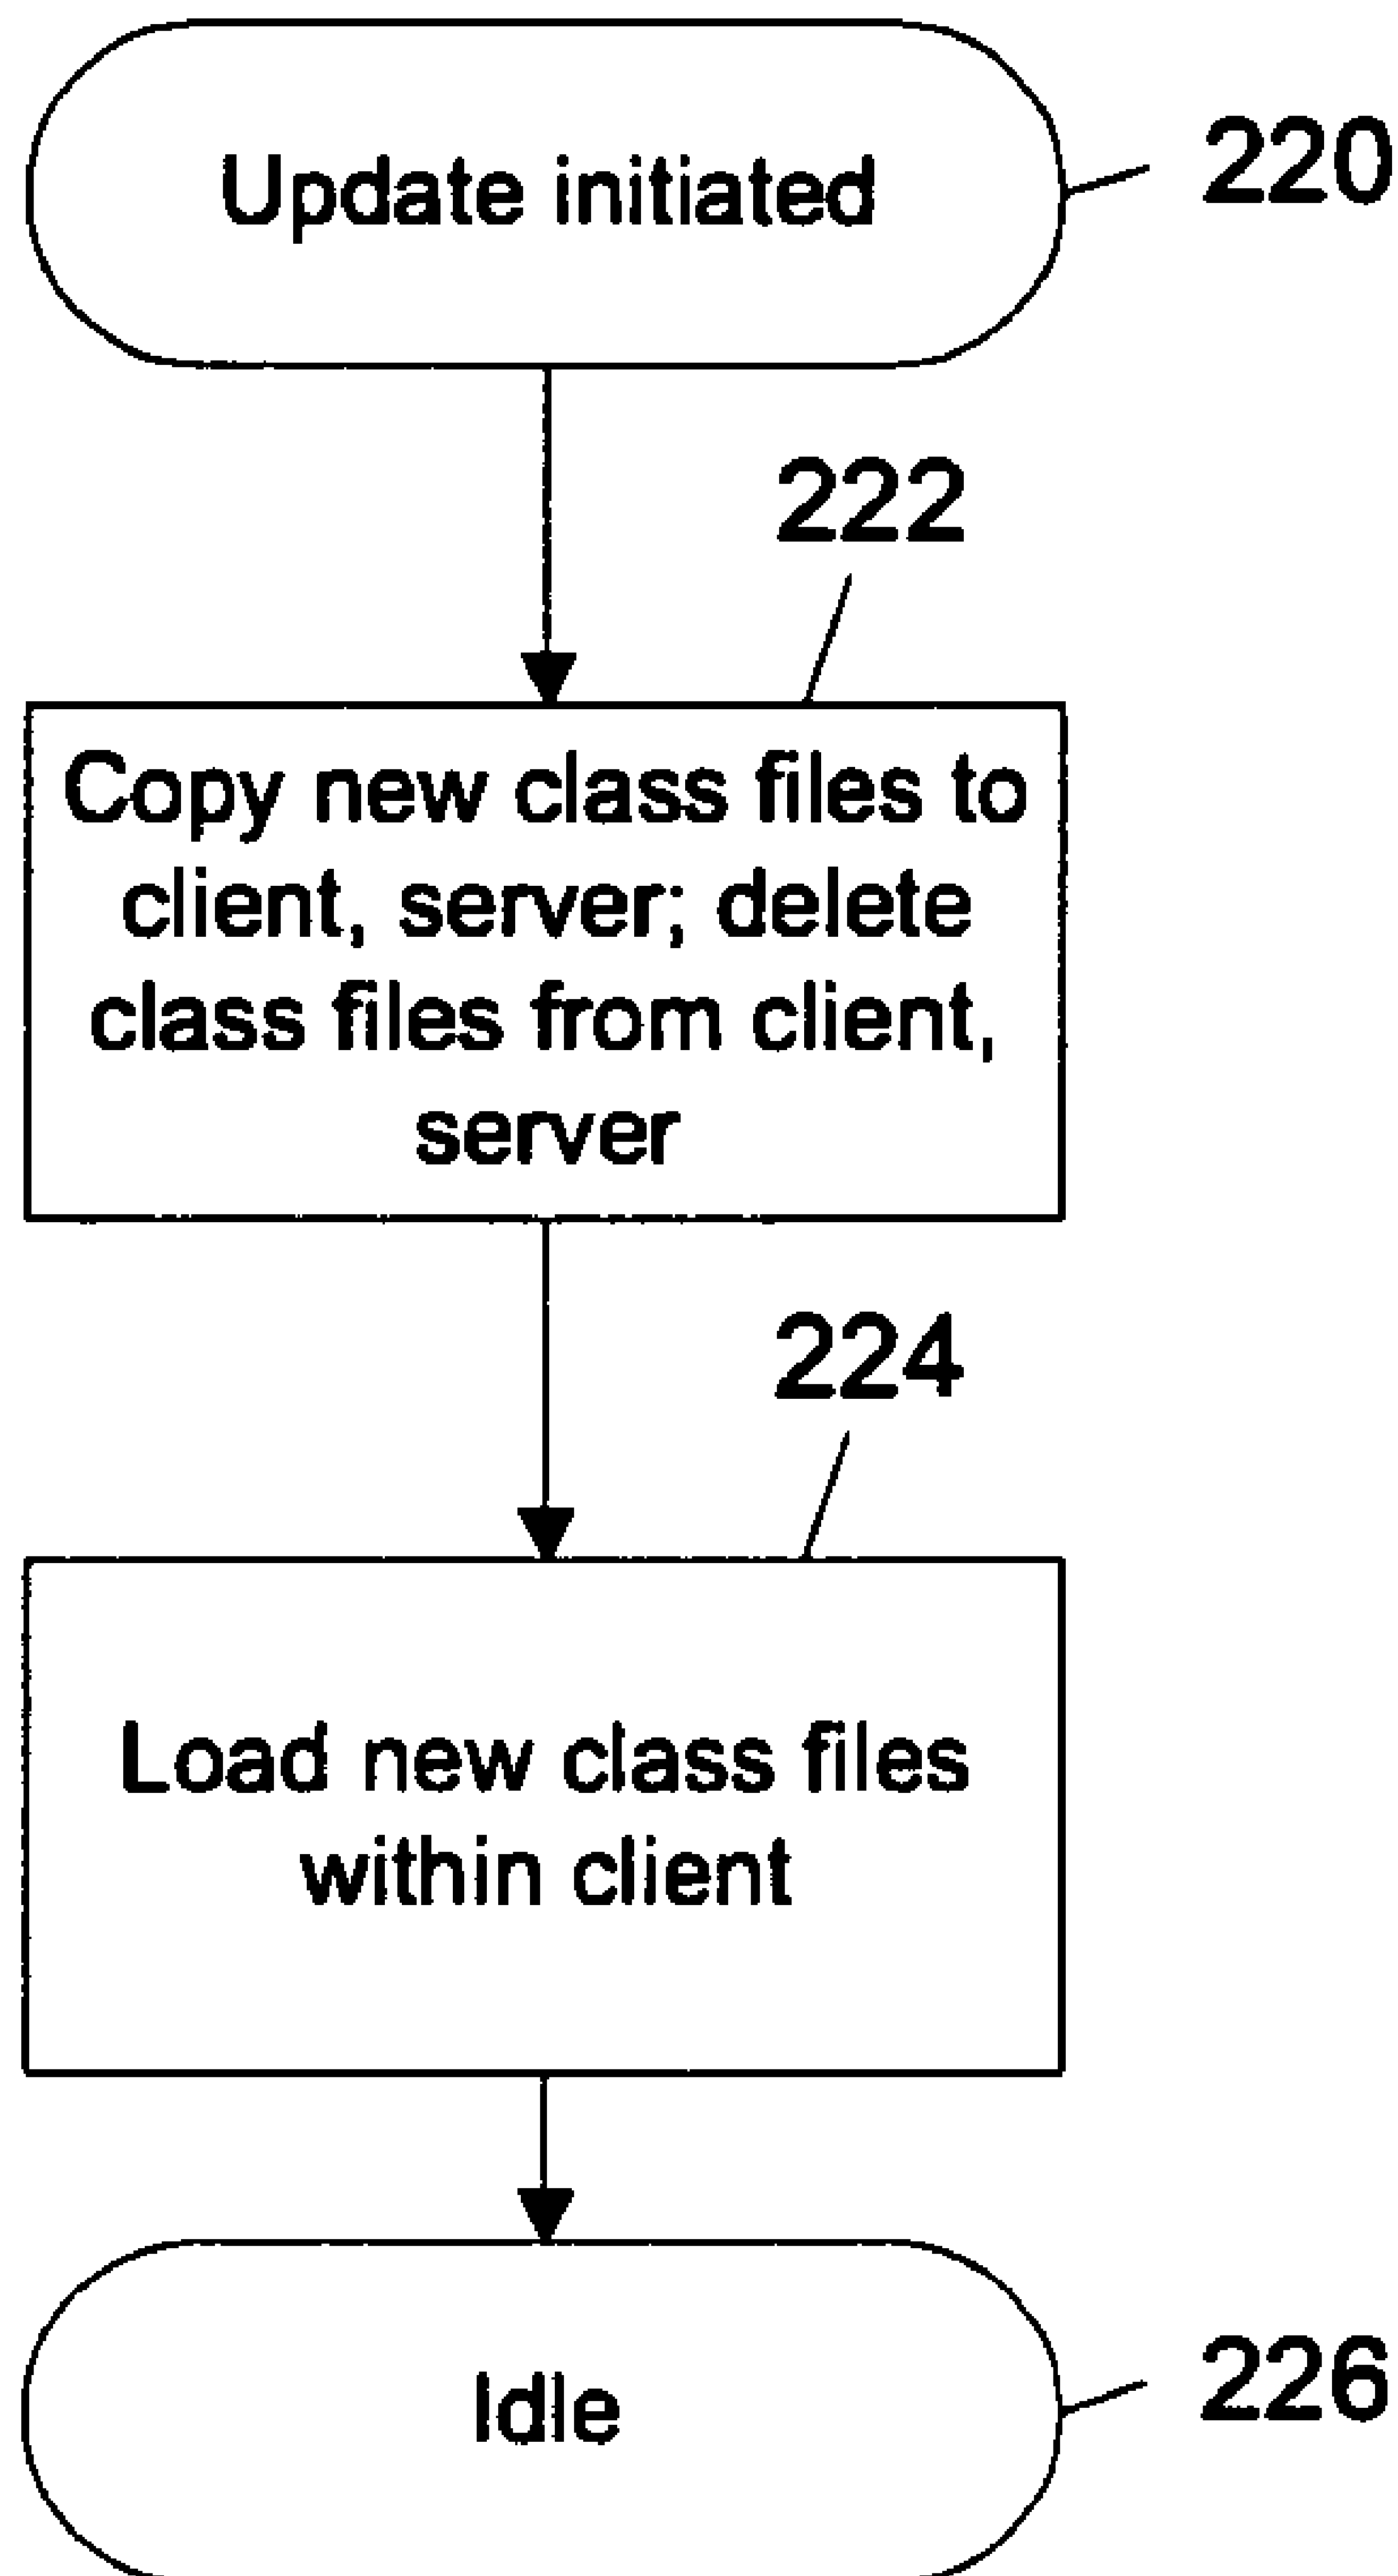 Update initiated
220
222
Copy new class files to
client, server; delete
class files from client,
server
224
Load new class files
within client
Idle
226